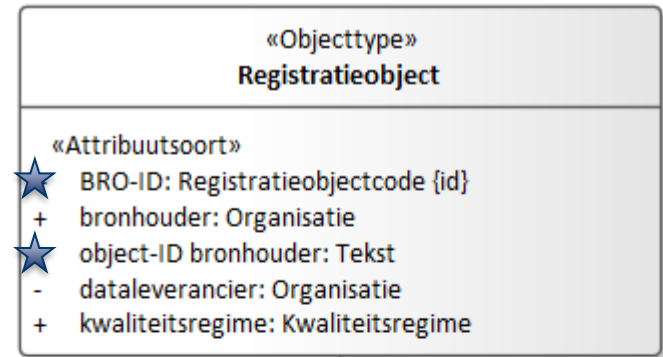 «Objecttype»
Registratieobject
«Attribuutsoort»
BRO-ID: Registratieobjectcode {id}
+ bronhouder: Organisatie
object-ID bronhouder: Tekst
- dataleverancier: Organisatie
+ kwaliteitsregime: Kwaliteitsregime